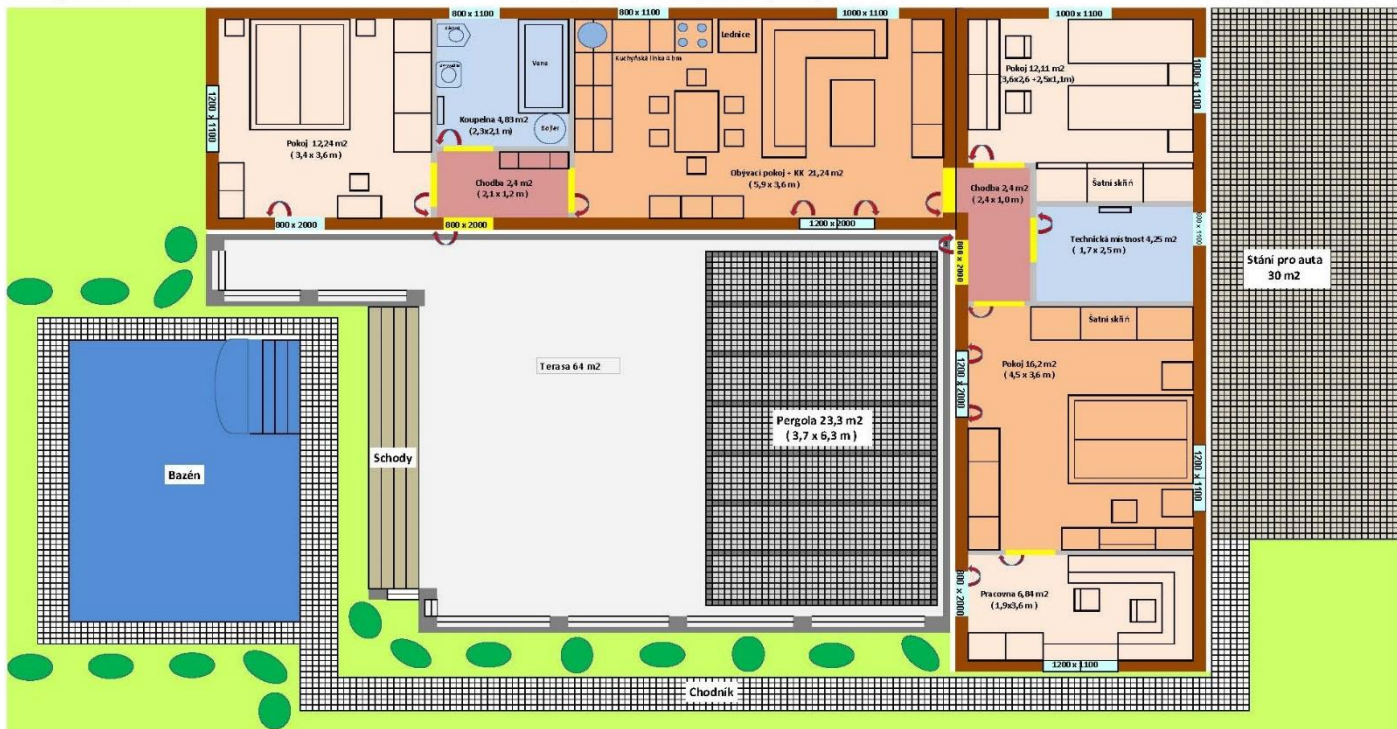 800 x 1100
800 x 1100
1000 x 1100
1000 x 1100
Lednice
Kuchyňská linka 4 bm
Vana
Bojler
Koupelna 4,83 m2
(2,3x2,1 m)
1200 x 1100
Pokoj 12,24 m2
( 3,4 x 3,6 m )
Chodba 2,4 m2
( 2,1 x 1,2 m )
Obývací pokoj + KK 21,24 m2
( 5,9 x 3,6 m )
Pokoj 12,11 m2
(3,6x2,6 +2,5x1,1m)
1000 x 1100
Šatní skříň
Chodba 2,4 m2
( 2,4 x 1,0 m )
Technická místnost 4,25 m2
( 1,7 x 2,5 m )
800 x 1100
Stání pro auta
30 m2
800 x 2000
800 x 2000
1200 x 2000
800 x 2000
Šatní skříň
Pokoj 16,2 m2
( 4,5 x 3,6 m )
1200 x 2000
1200 x 1100
Terasa 64 m2
Pergola 23,3 m2
( 3,7 x 6,3 m )
Schody
Bazén
800 x 2000
Pracovna 6,84 m2
(1,9x3,6 m )
1200 x 1100
Chodník